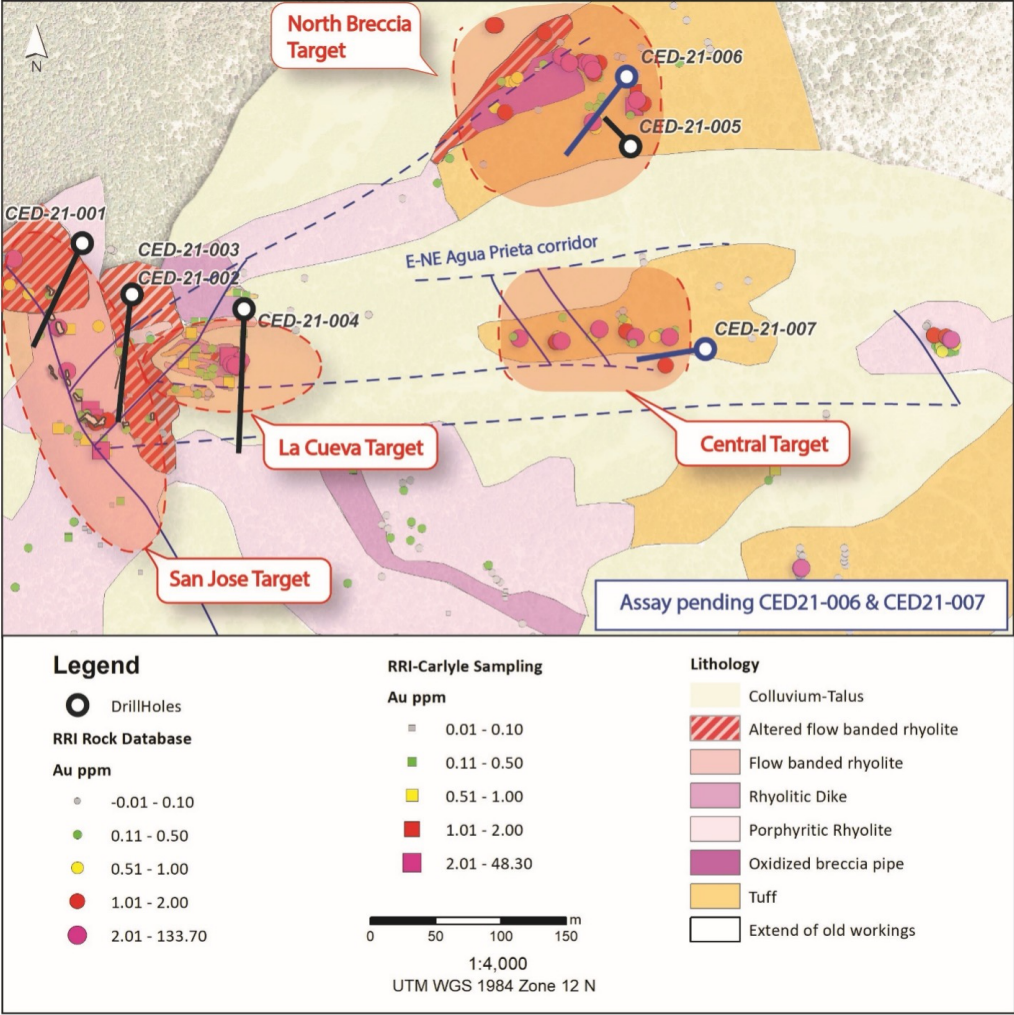 North Breccia
Target
N
CED-21-006
CED-21-005
CED-21-001
CED-21-003
CED-21-002
CED-21-004
E-NE Agua Prieta corridor
CED-21-007
La Cueva Target
Central Target
San Jose Target
Assay pending CED21-006 & CED21-007
Legend
DrillHoles
RRI Rock Database
Au ppm
-0.01 - 0.10
0.11 - 0.50
0.51 - 1.00
1.01 - 2.00
2.01 - 133.70
RRI-Carlyle Sampling
Au ppm
0.01 - 0.10
0.11 - 0.50
0.51 - 1.00
1.01 - 2.00
2.01 - 48.30
m
0 50 100 150
1:4,000
UTM WGS 1984 Zone 12 N
Lithology
Colluvium-Talus
Altered flow banded rhyolite
Flow banded rhyolite
Rhyolitic Dike
Porphyritic Rhyolite
Oxidized breccia pipe
Tuff
Extend of old workings